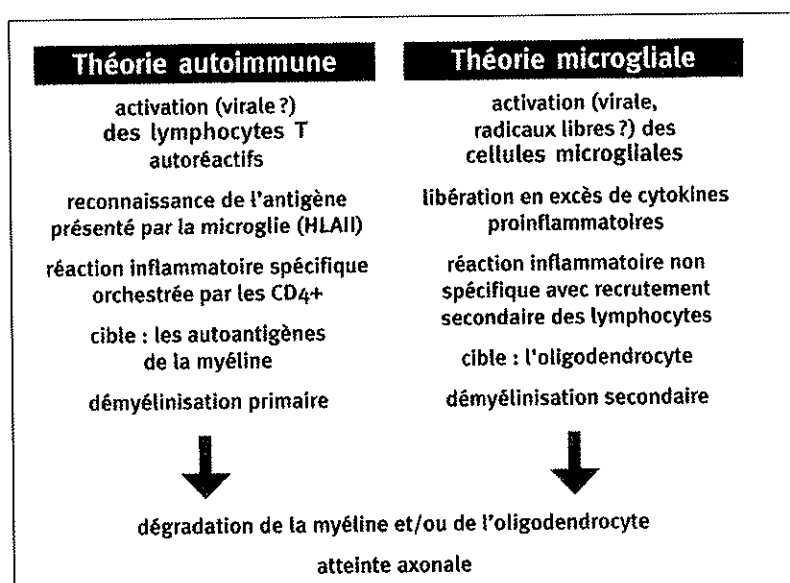 Théorie autoimmune
activation (virale ?)
des lymphocytes T
autoréactifs
reconnaissance de l'antigène
présenté par la microglie (HLAII)
réaction inflammatoire spécifique
orchestrée par les CD4+
cible : les autoantigènes
de la myéline
démyélinisation primaire
Théorie microgliale
activation (virale,
radicaux libres ?) des
cellules microgliales
libération en excès de cytokines
proinflammatoires
réaction inflammatoire non
spécifique avec recrutement
secondaire des lymphocytes
cible : l'oligodendrocyte
démyélinisation secondaire
dégradation de la myéline et/ou de l'oligodendrocyte
atteinte axonale